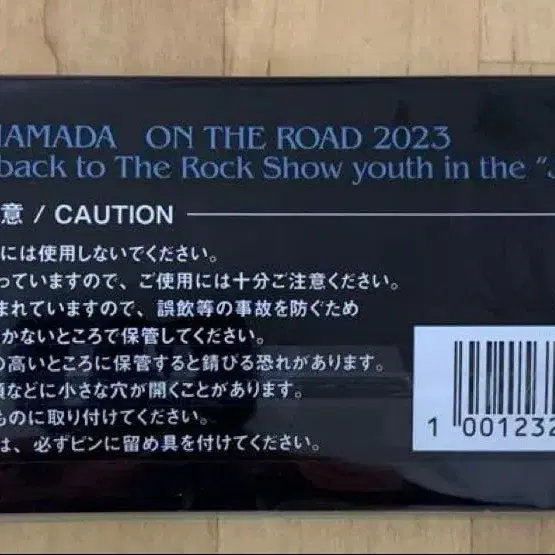 HAMADA ON THE ROAD 2023
back to The Rock Show youth in the "J
意 / CAUTION
には使用しないでください。
っていますので、ご使用には十分ご注意ください。
まれていますので、誤飲等の事故を防ぐため
かないところで保管してください。
の高いところに保管すると錆びる恐れがあります。
などに小さな穴が開くことがあります。
ものに取り付けてください。
は、必ずピンに留め具を付けてください。
1 001232